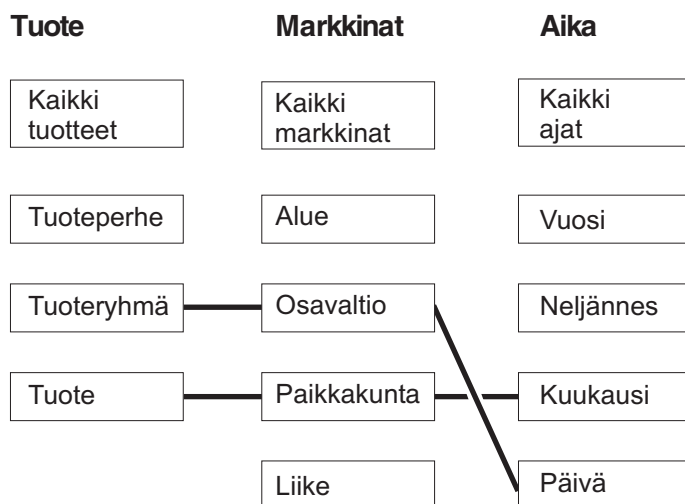 Tuote Markkinat Aika
Kaikki
tuotteet
Kaikki
markkinat
Kaikki
ajat
Tuoteperhe Alue Vuosi
Tuoteryhmä Osavaltio Neljännes
Tuote Paikkakunta Kuukausi
Liike Päivä